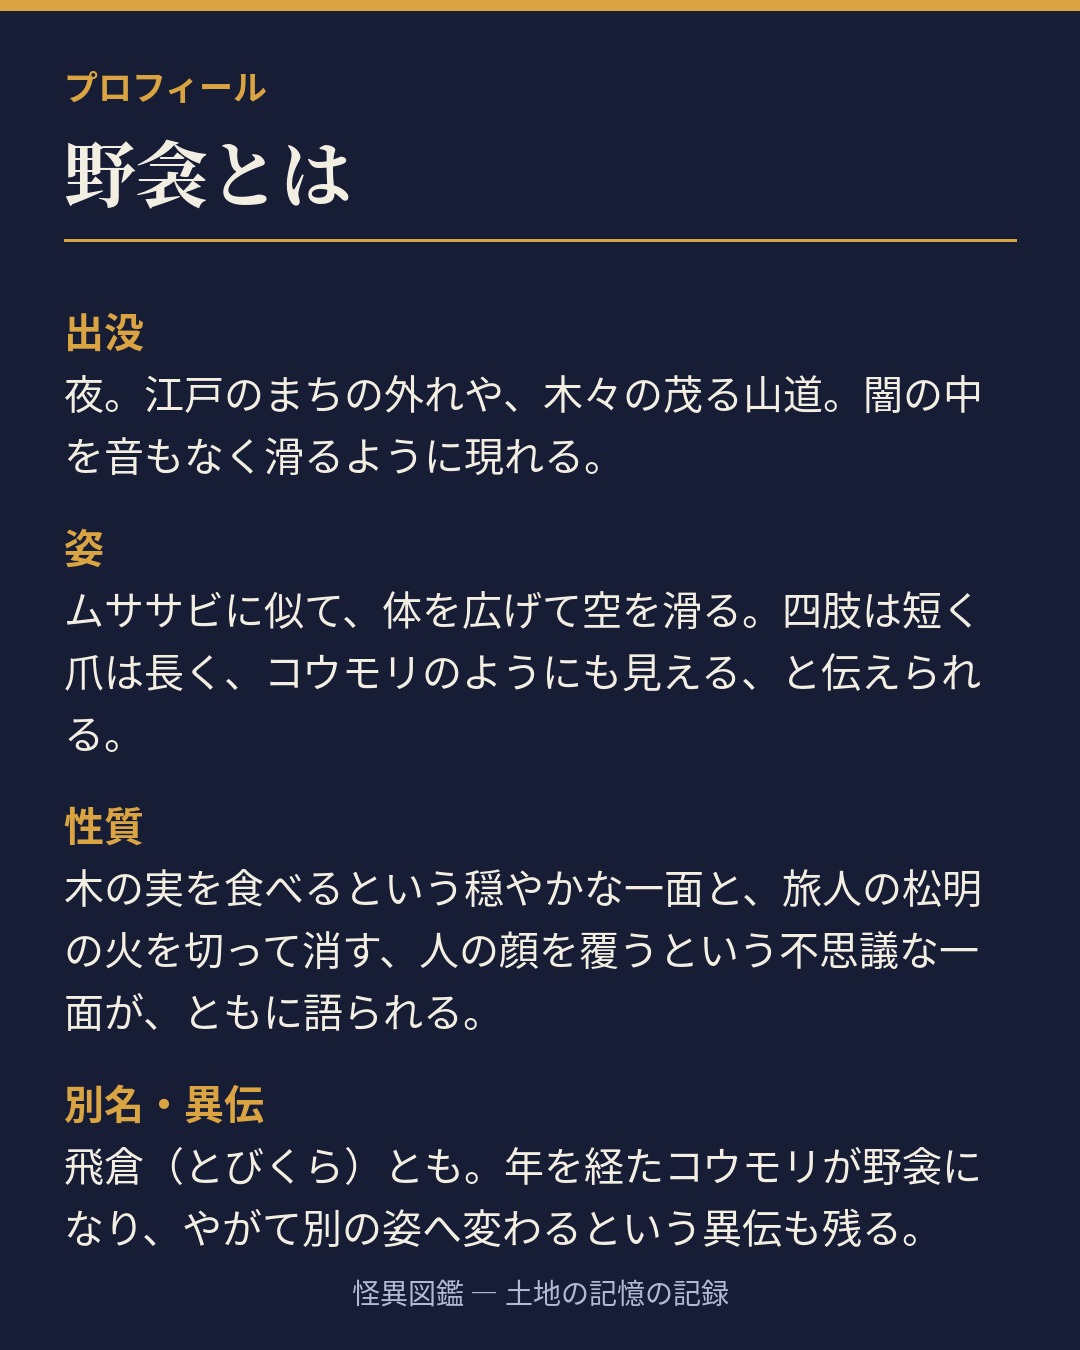 プロフィール
野衾とは
出没
夜。江戸のまちの外れや、木々の茂る山道。闇の中
を音もなく滑るように現れる。
姿
ムササビに似て、体を広げて空を滑る。四肢は短く
爪は長く、コウモリのようにも見える、と伝えられ
る。
性質
木の実を食べるという穏やかな一面と、旅人の松明
の火を切って消す、人の顔を覆うという不思議な一
面が、ともに語られる。
別名・異伝
飛倉（とびくら）とも。年を経たコウモリが野衾に
なり、やがて別の姿へ変わるという異伝も残る。
怪異図鑑 ― 土地の記憶の記録